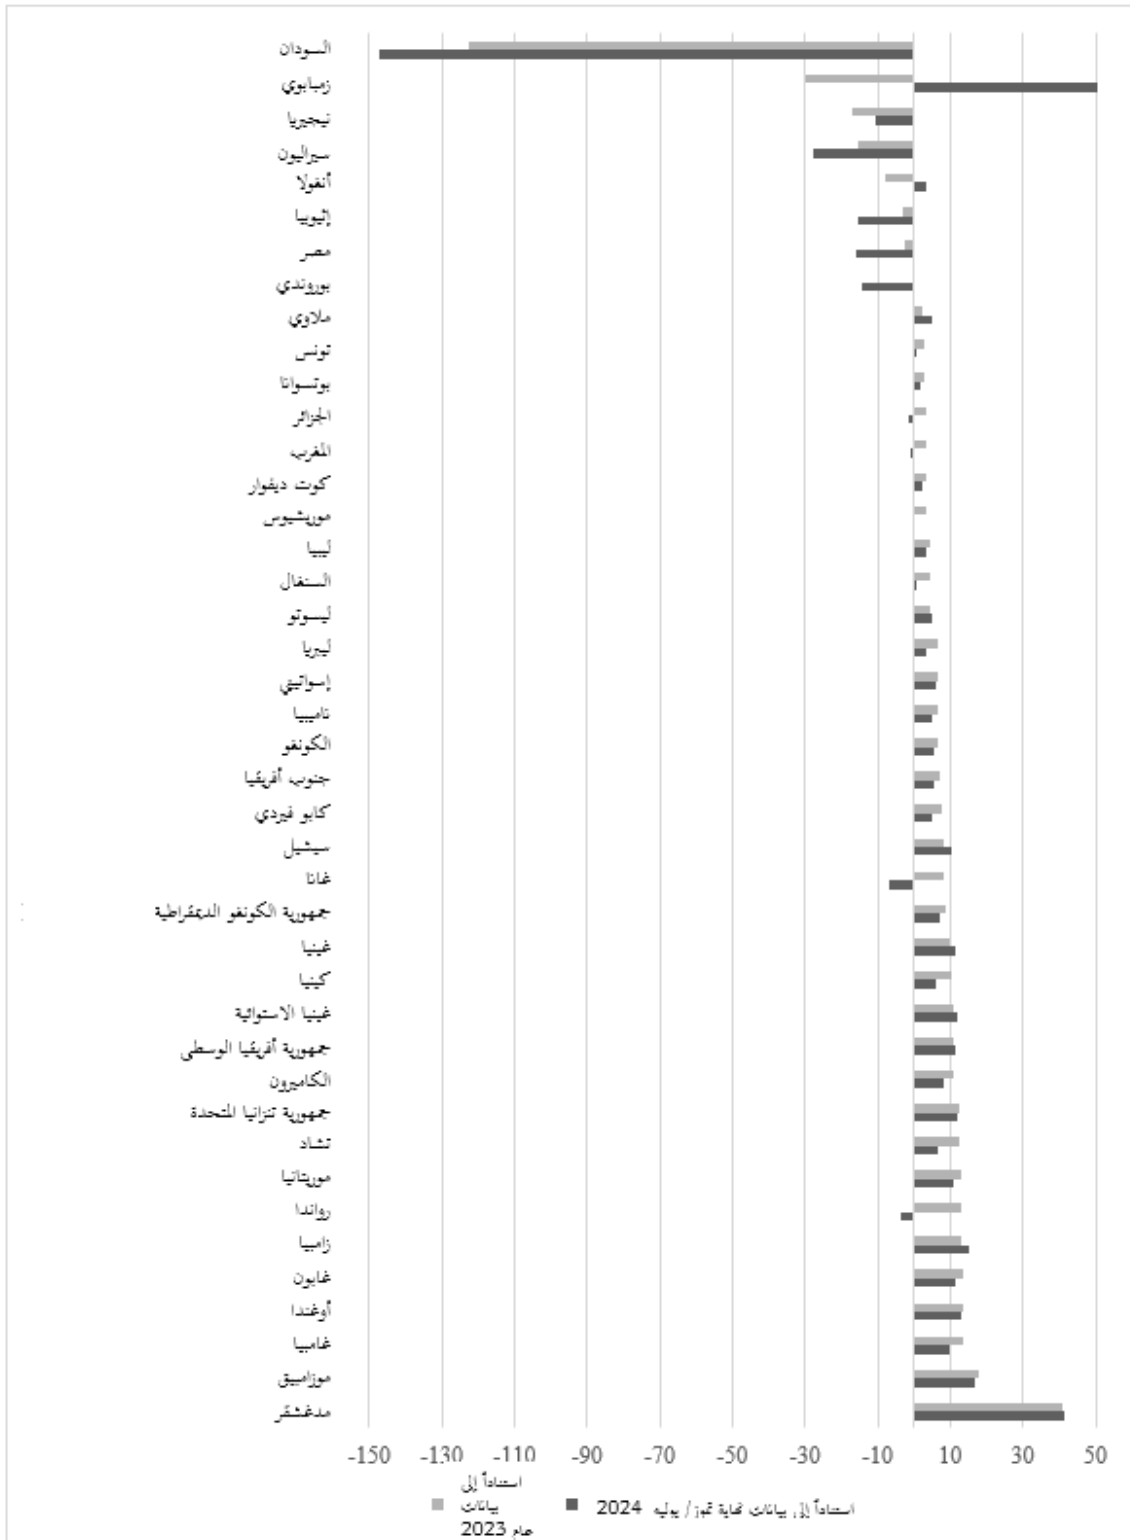 السودان
زمبابوي
نيجيريا
سيراليون
أنغولا
إثيوبيا
مصر
بوروندي
ملاوي
تونس
بوتسوانا
الجزائر
المغرب
كوت ديفوار
موريشيوس
ليبيا
السنغال
ليسوتو
ليبريا
إسواتيني
ناميبيا
الكونغو
جنوب أفريقيا
كابو فيردي
سيشيل
غانا
جمهورية الكونغو الديمقراطية
غينيا
كينيا
غينيا الاستوائية
جمهورية أفريقيا الوسطى
الكاميرون
جمهورية تنزانيا المتحدة
تشاد
موريتانيا
رواندا
زامبيا
غابون
أوغندا
غامبيا
موزامبيق
مدغشقر
-150 -130 -110 -90 -70 -50 -30 -10 10 30 50
استناداً إلى بيانات نهاية تموز/ يوليه 2024
استناداً إلى
بيانات
عام 2023